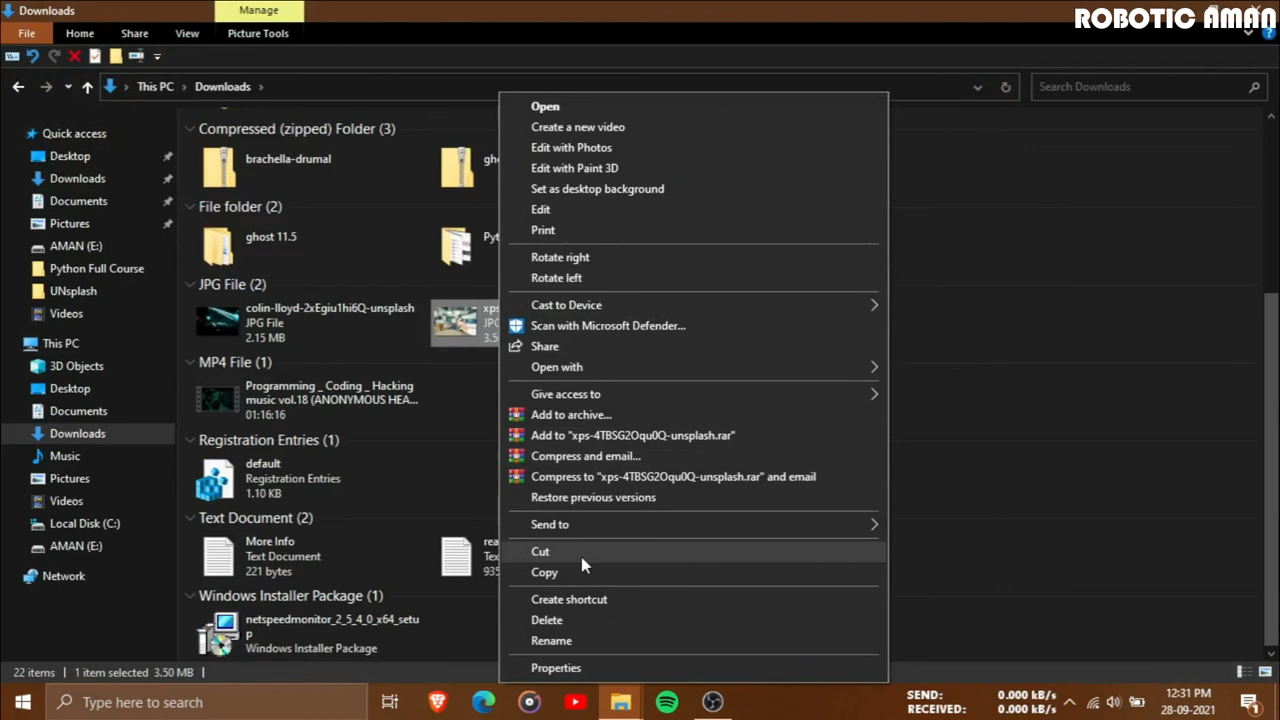 Downloads
Manage
ROBOTIC AMAN
File
Home
Share
View
Picture Tools
This PC
Downloads
Search Downloads
Quick access
Desktop
Downloads
Documents
Pictures
AMAN (E:)
Python Full Course
UNsplash
Videos
This PC
3D Objects
Desktop
Documents
Downloads
Music
Pictures
Videos
Local Disk (C:)
AMAN (E:)
Network
Compressed (zipped) Folder (3)
brachella-drumal
File folder (2)
ghost 11.5
JPG File (2)
colin-lloyd-2xEgiu1hi6Q-unsplash
JPG File
2.15 MB
xps
MP4 File (1)
Programming _ Coding _ Hacking
music vol.18 (ANONYMOUS HEA...
01:16:16
Registration Entries (1)
default
Registration Entries
1.10 KB
Text Document (2)
More Info
Text Document
221 bytes
Windows Installer Package (1)
netspeedmonitor_2_5_4_0_x64_setu
p
Windows Installer Package
Open
Create a new video
Edit with Photos
Edit with Paint 3D
Set as desktop background
Edit
Print
Rotate right
Rotate left
Cast to Device
Scan with Microsoft Defender...
Share
Open with
Give access to
Add to archive...
Add to "xps-4TBSG2Oqu0Q-unsplash.rar"
Compress and email...
Compress to "xps-4TBSG2Oqu0Q-unsplash.rar" and email
Restore previous versions
Send to
Cut
Copy
Create shortcut
Delete
Rename
Properties
22 items
1 item selected 3.50 MB
Type here to search
SEND: 0.000 kB/s
RECEIVED: 0.000 kB/s
12:31 PM
28-09-2021
1